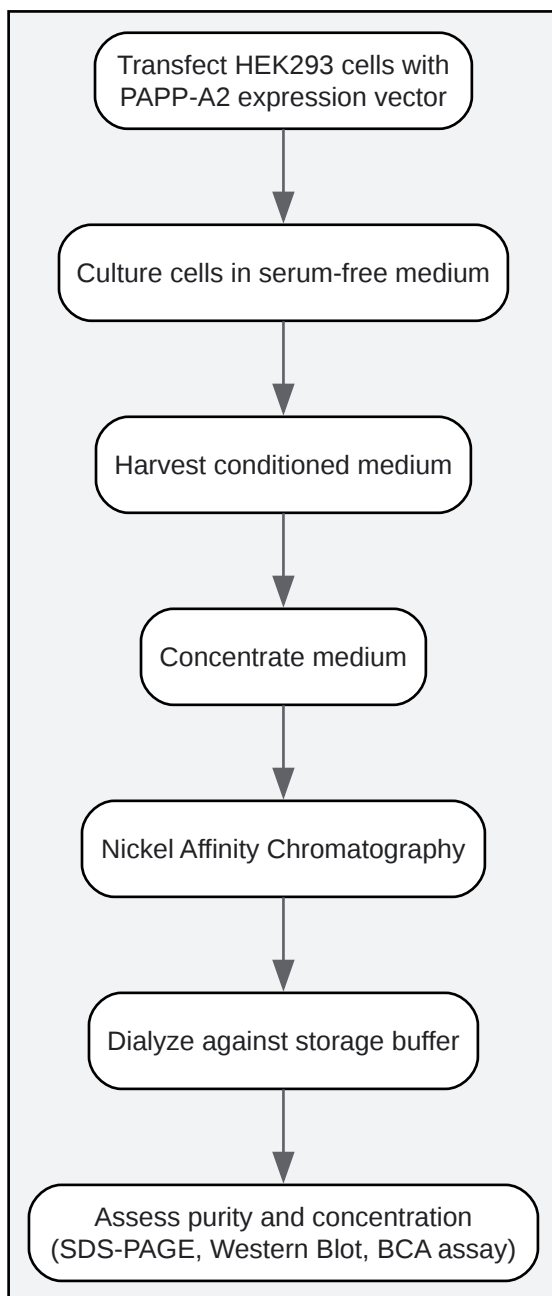 Transfect HEK293 cells with
PAPP-A2 expression vector
Culture cells in serum-free medium
Harvest conditioned medium
Concentrate medium
Nickel Affinity Chromatography
Dialyze against storage buffer
Assess purity and concentration
(SDS-PAGE, Western Blot, BCA assay)